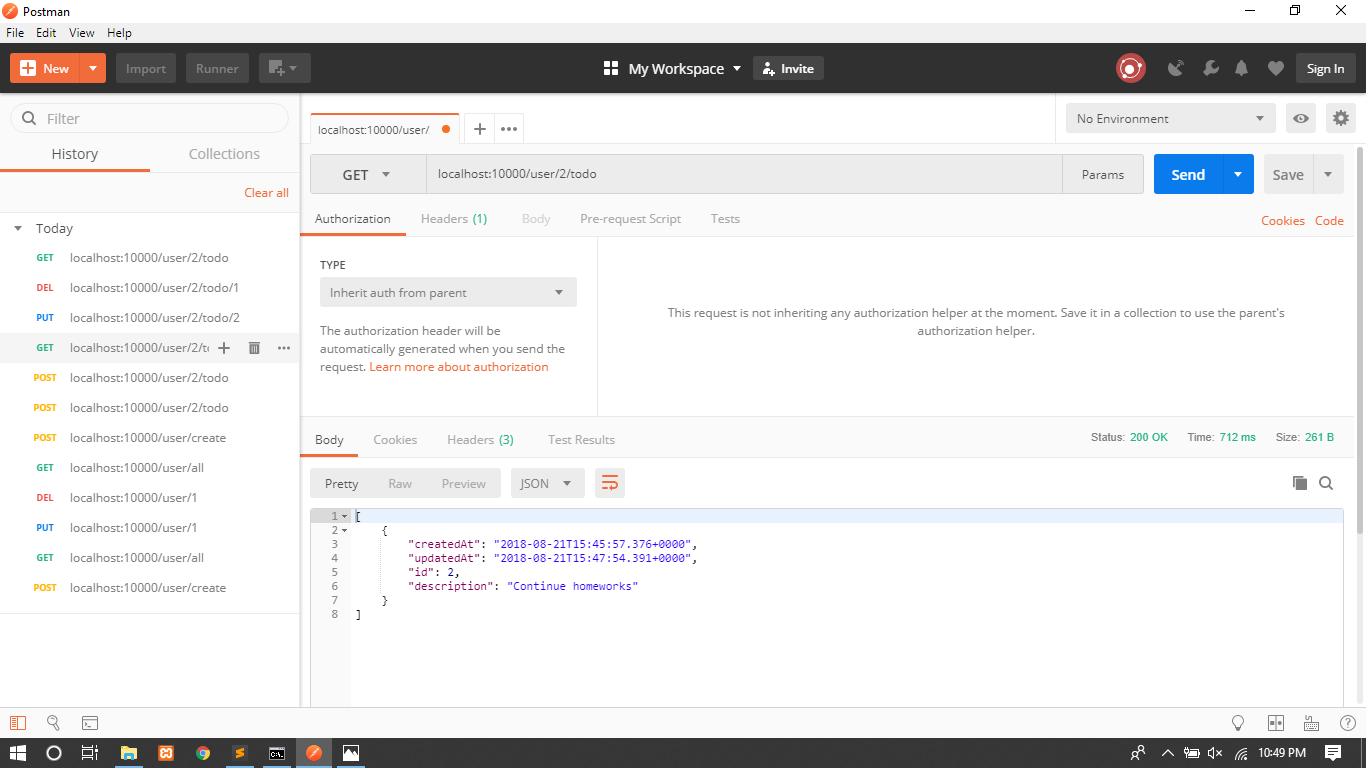 Postman
File Edit View Help
New Import Runner My Workspace Invite Sign In
Filter
History Collections
Clear all
Today
GET localhost:10000/user/2/todo
DEL localhost:10000/user/2/todo/1
PUT localhost:10000/user/2/todo/2
GET localhost:10000/user/2/t
POST localhost:10000/user/2/todo
POST localhost:10000/user/2/todo
POST localhost:10000/user/create
GET localhost:10000/user/all
DEL localhost:10000/user/1
PUT localhost:10000/user/1
GET localhost:10000/user/all
POST localhost:10000/user/create
localhost:10000/user/ No Environment
GET localhost:10000/user/2/todo Params Send Save
Authorization Headers (1) Body Pre-request Script Tests Cookies Code
TYPE
Inherit auth from parent
The authorization header will be
automatically generated when you send the
request. Learn more about authorization
This request is not inheriting any authorization helper at the moment. Save it in a collection to use the parent's
authorization helper.
Body Cookies Headers (3) Test Results Status: 200 OK Time: 712 ms Size: 261 B
Pretty Raw Preview JSON
1 [
2 {
3 "createdAt": "2018-08-21T15:45:57.376+0000",
4 "updatedAt": "2018-08-21T15:47:54.391+0000",
5 "id": 2,
6 "description": "Continue homeworks"
7 }
8 ]
10:49 PM